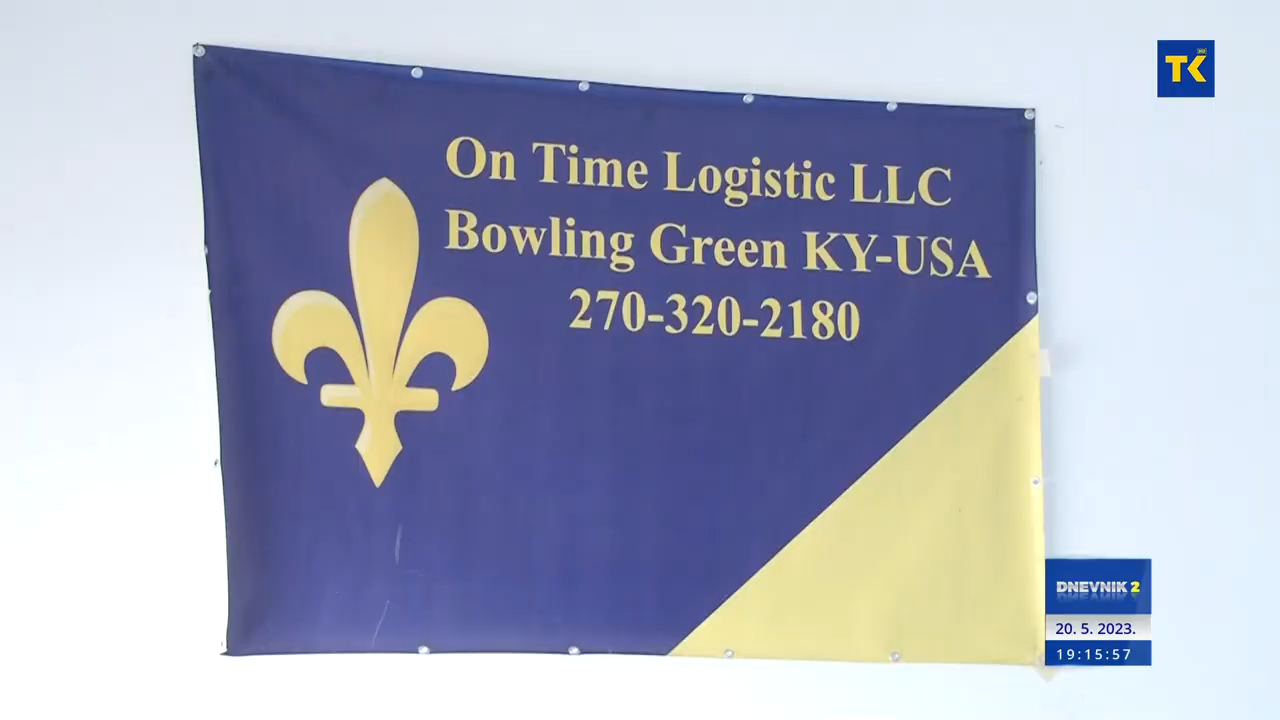 TK
On Time Logistic LLC
Bowling Green KY-USA
270-320-2180
DNEVNIK 2
20. 5. 2023.
19:15:57